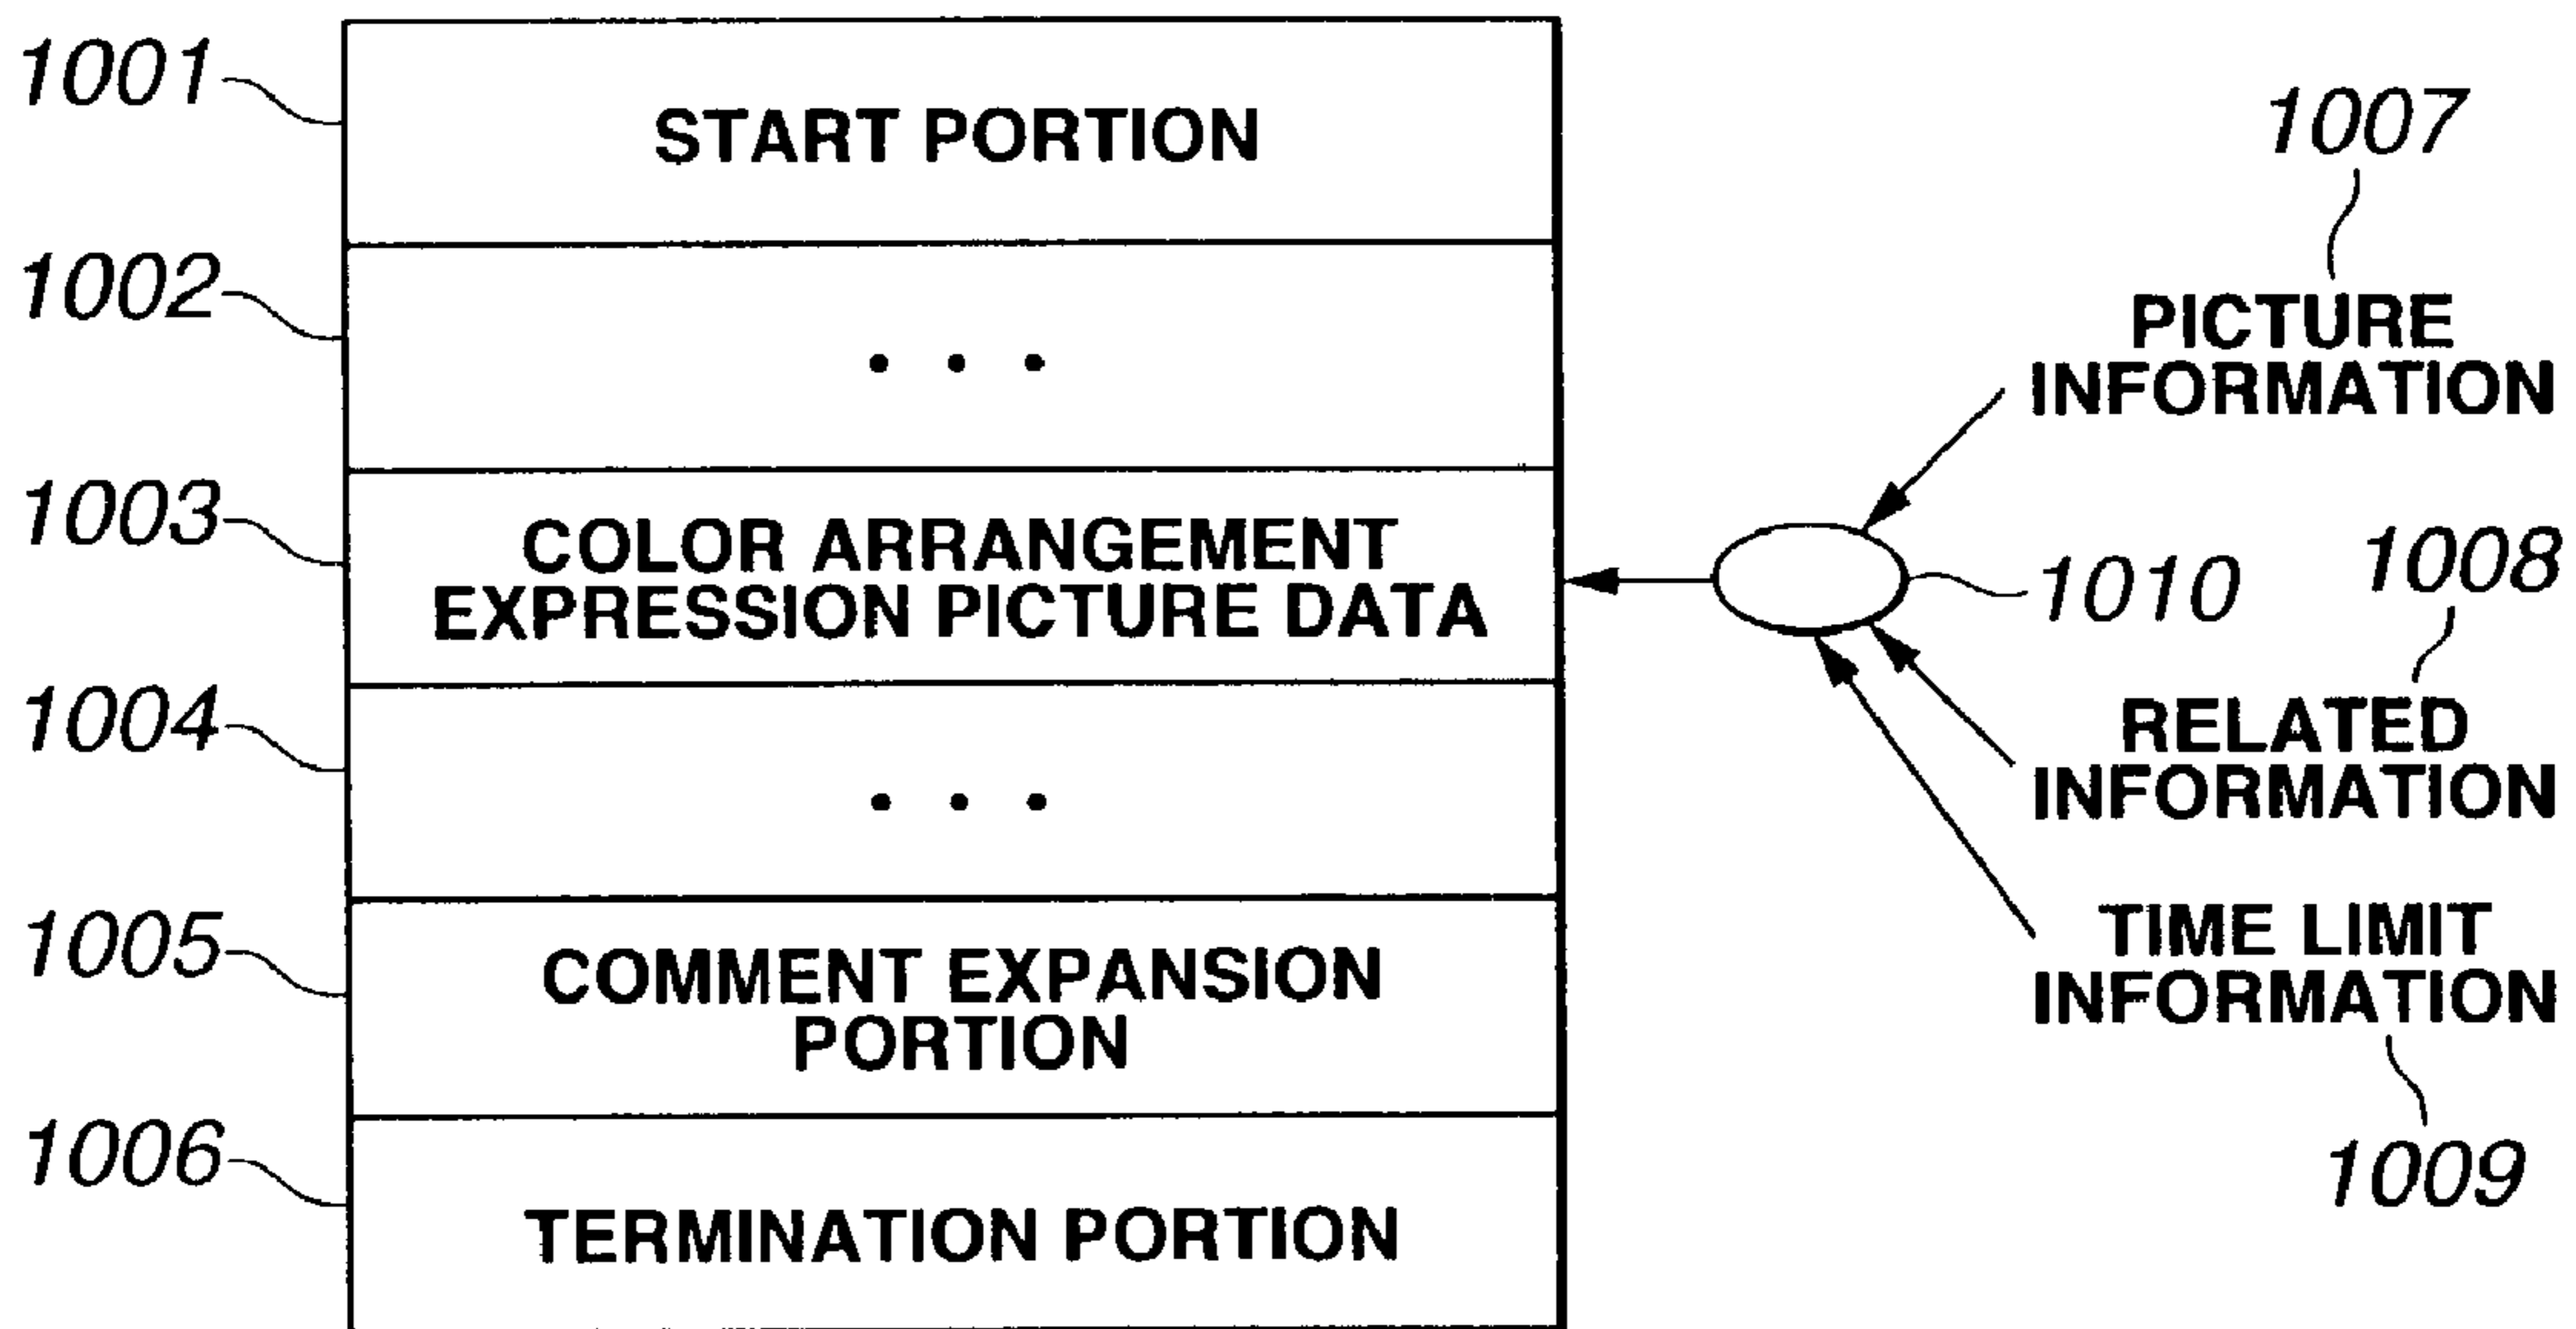 1001
START PORTION
1002
. . .
1003
COLOR ARRANGEMENT
EXPRESSION PICTURE DATA
1004
. . .
1005
COMMENT EXPANSION
PORTION
1006
TERMINATION PORTION
1007
PICTURE
INFORMATION
1010
1008
RELATED
INFORMATION
TIME LIMIT
INFORMATION
1009